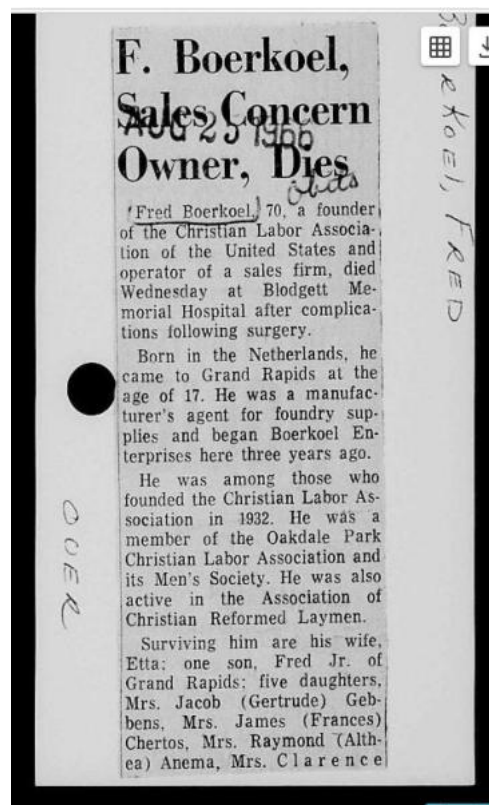 F. Boerkoel,
Sales Concern
AUG 25 1966
Owner, Dies
Obits
Fred Boerkoel, 70, a founder
of the Christian Labor Associa-
tion of the United States and
operator of a sales firm, died
Wednesday at Blodgett Me-
morial Hospital after complica-
tions following surgery.
Born in the Netherlands, he
came to Grand Rapids at the
age of 17. He was a manufac-
turer's agent for foundry sup-
plies and began Boerkoel En-
terprises here three years ago.
He was among those who
founded the Christian Labor As-
sociation in 1932. He was a
member of the Oakdale Park
Christian Labor Association and
its Men's Society. He was also
active in the Association of
Christian Reformed Laymen.
Surviving him are his wife,
Etta; one son, Fred Jr. of
Grand Rapids; five daughters,
Mrs. Jacob (Gertrude) Geb-
bens, Mrs. James (Frances)
Chertos, Mrs. Raymond (Alth-
ea) Anema, Mrs. Clarence
OVER
RKOEL, FRED